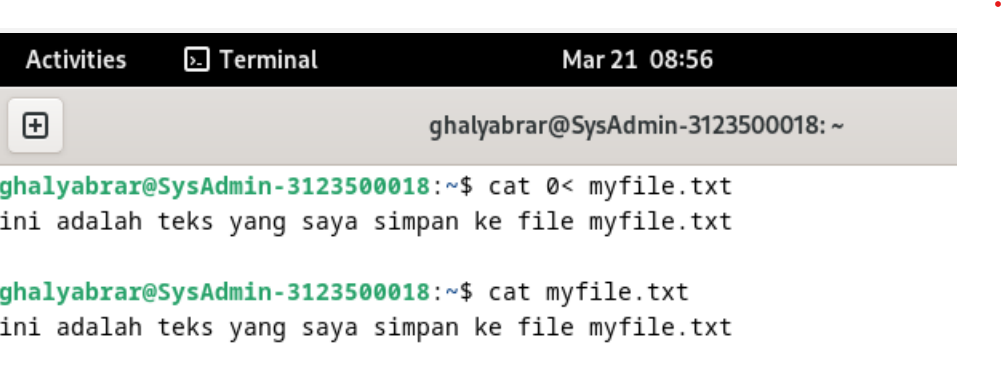 Activities Terminal Mar 21 08:56
ghalyabrar@SysAdmin-3123500018: ~
ghalyabrar@SysAdmin-3123500018:~$ cat 0< myfile.txt
ini adalah teks yang saya simpan ke file myfile.txt
ghalyabrar@SysAdmin-3123500018:~$ cat myfile.txt
ini adalah teks yang saya simpan ke file myfile.txt